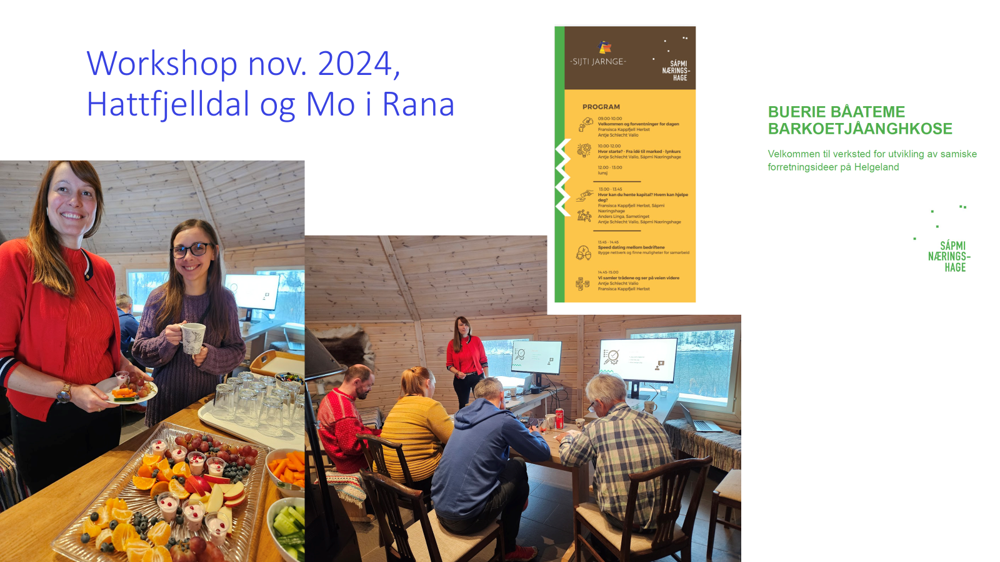 Workshop nov. 2024,
Hattfjelldal og Mo i Rana
-SIJTI JARNGE-
SÁPMI
NÆRINGS-
HAGE
PROGRAM
09.00-10.00
Velkommen og forventninger for dagen
Fransisca Kappfjell Herbst
Antje Schlecht Valio
10.00-12.00
Hvor starte? - Fra idé til marked - lynkurs
Antje Schlecht Valio, Sápmi Næringshage
12.00 - 13.00
lunsj
13.00 - 13.45
Hvor kan du hente kapital? Hvem kan hjelpe
deg?
Fransisca Kappfjell Herbst, Sápmi
Næringshage
Anders Linga, Sametinget
Antje Schlecht Valio, Sápmi Næringshage
13.45 - 14.45
Speed dating mellom bedriftene
Bygge nettverk og finne muligheter for samarbeid
14.45-15.00
Vi samler trådene og ser på veien videre
Antje Schlecht Valio
Fransisca Kappfjell Herbst
BUERIE BÅATEME
BARKOETJÅANGHKOSE
Velkommen til verksted for utvikling av samiske
forretningsideer på Helgeland
SÁPMI
NÆRINGS-
HAGE